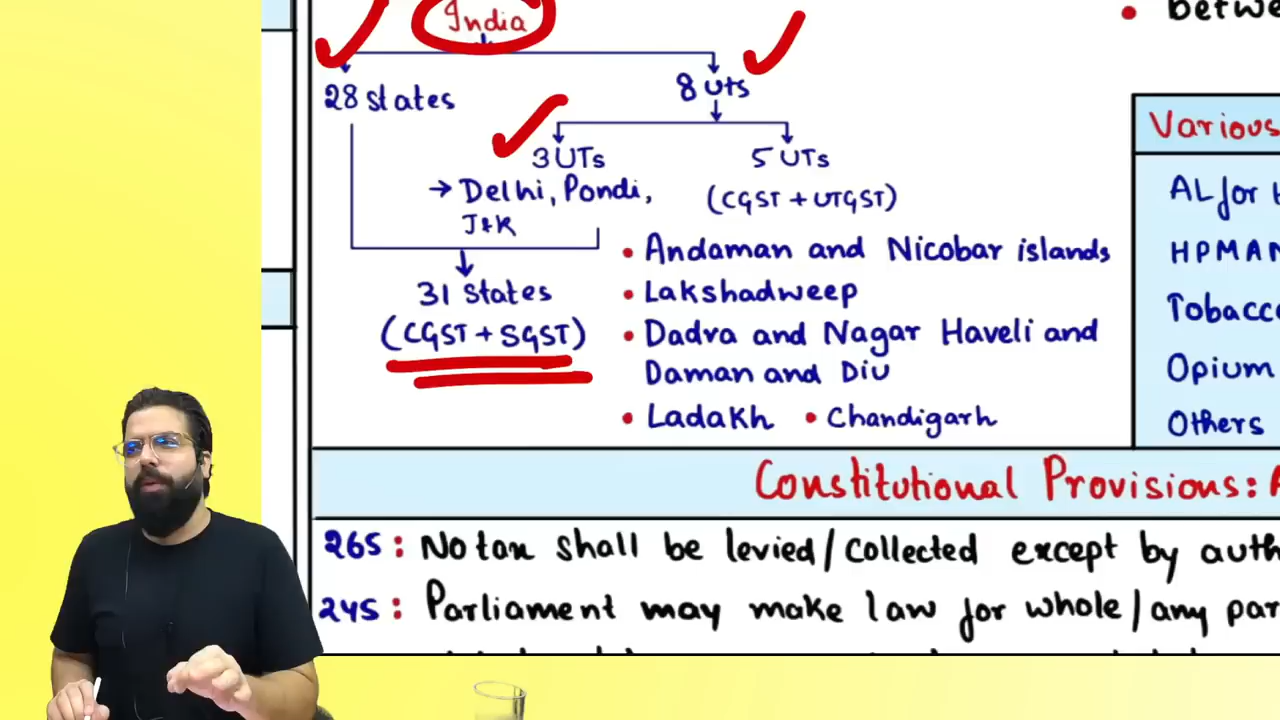 India
• betwe
28 states
8 UTs
3 UTs
5 UTs
→ Delhi, Pondi,
J&K
(CGST + UTGST)
31 States
(CGST + SGST)
• Andaman and Nicobar islands
• Lakshadweep
• Dadra and Nagar Haveli and
Daman and Diu
• Ladakh • Chandigarh
Various
AL for
HPMAN
Tobacco
Opium
Others
Constitutional Provisions: A
265: No tax shall be levied/collected except by auth
245: Parliament may make law for whole/any par